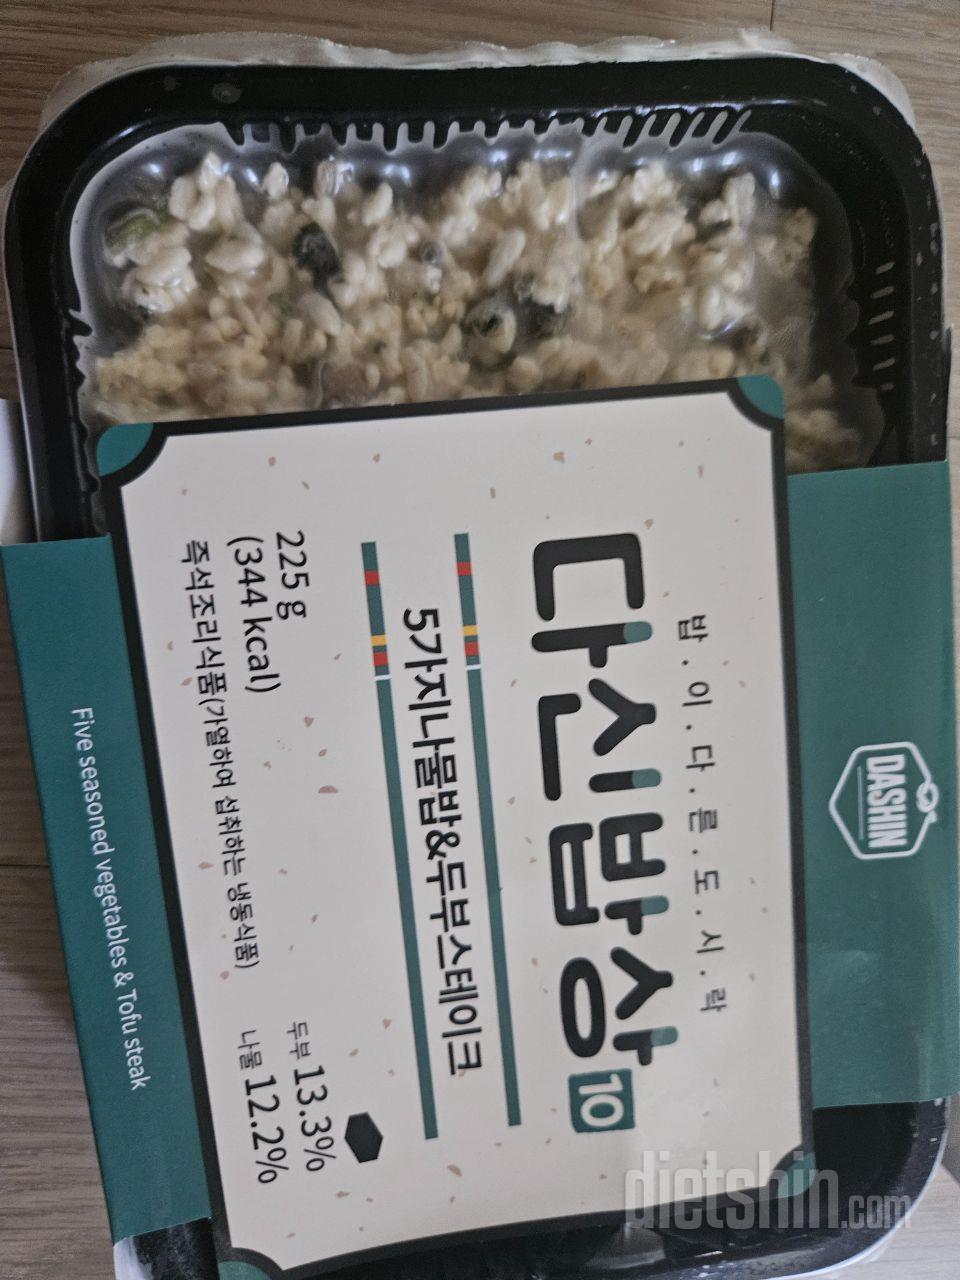 DASHIN
밥.이.다.른.도.시.락
다신밥상 10
5가지나물밥&두부스테이크
225 g
(344 kcal)
즉석조리식품(가열하여 섭취하는 냉동식품)
두부 13.3%
나물 12.2%
Five seasoned vegetables & Tofu steak
dietshin.com